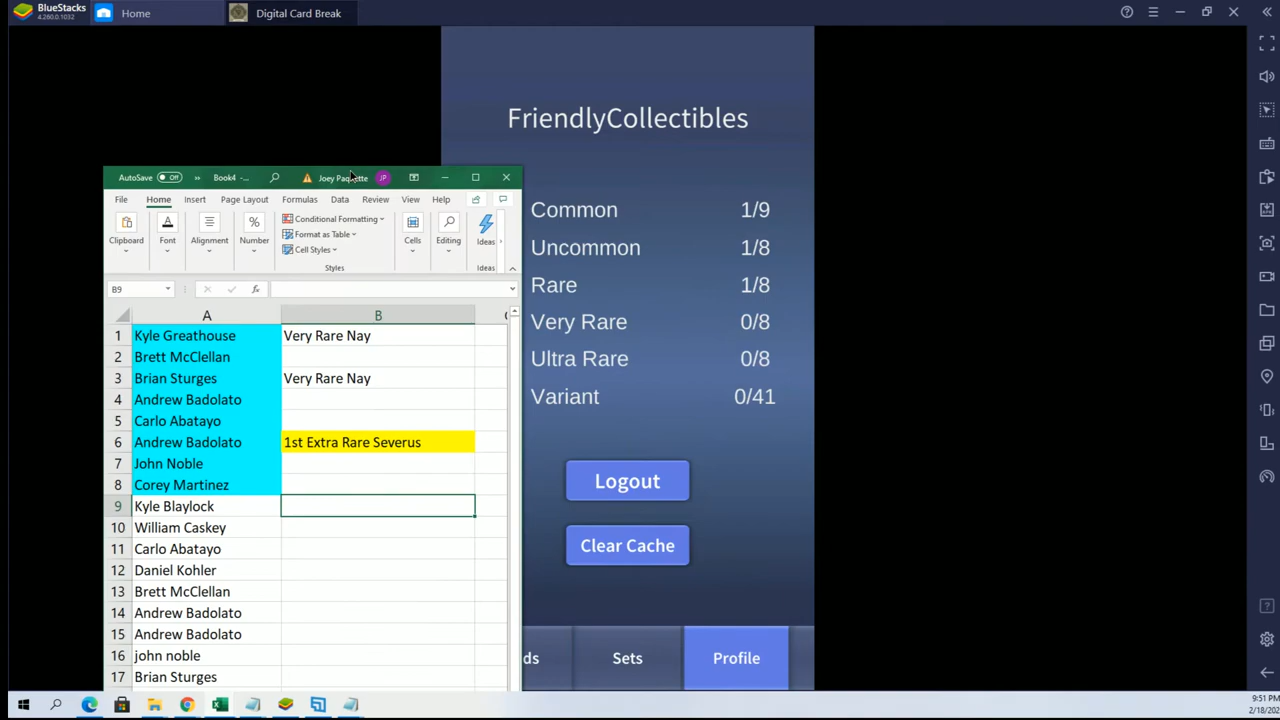 BlueStacks
4.260.0.1032
Home
Digital Card Break
FriendlyCollectibles
Common 1/9
Uncommon 1/8
Rare 1/8
Very Rare 0/8
Ultra Rare 0/8
Variant 0/41
Logout
Clear Cache
Sets
Profile
AutoSave Off
Book4 -...
JP
File Home Insert Page Layout Formulas Data Review View Help
Clipboard
Font
Alignment
Number
Conditional Formatting
Format as Table
Cell Styles
Styles
Cells
Editing
Ideas
Ideas
B9
fx
A B
1 Kyle Greathouse Very Rare Nay
2 Brett McClellan
3 Brian Sturges Very Rare Nay
4 Andrew Badolato
5 Carlo Abatayo
6 Andrew Badolato 1st Extra Rare Severus
7 John Noble
8 Corey Martinez
9 Kyle Blaylock
10 William Caskey
11 Carlo Abatayo
12 Daniel Kohler
13 Brett McClellan
14 Andrew Badolato
15 Andrew Badolato
16 john noble
17 Brian Sturges
9:51 PM